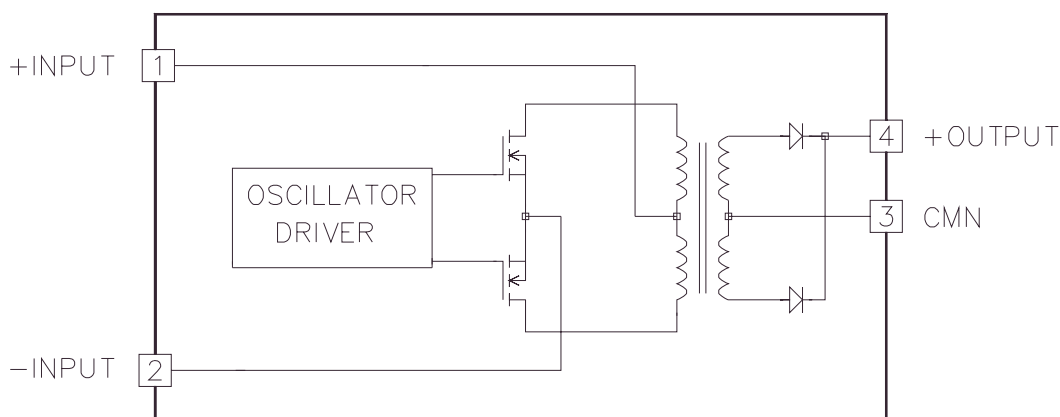 +INPUT 1
4 +OUTPUT
OSCILLATOR
DRIVER
3 CMN
-INPUT 2